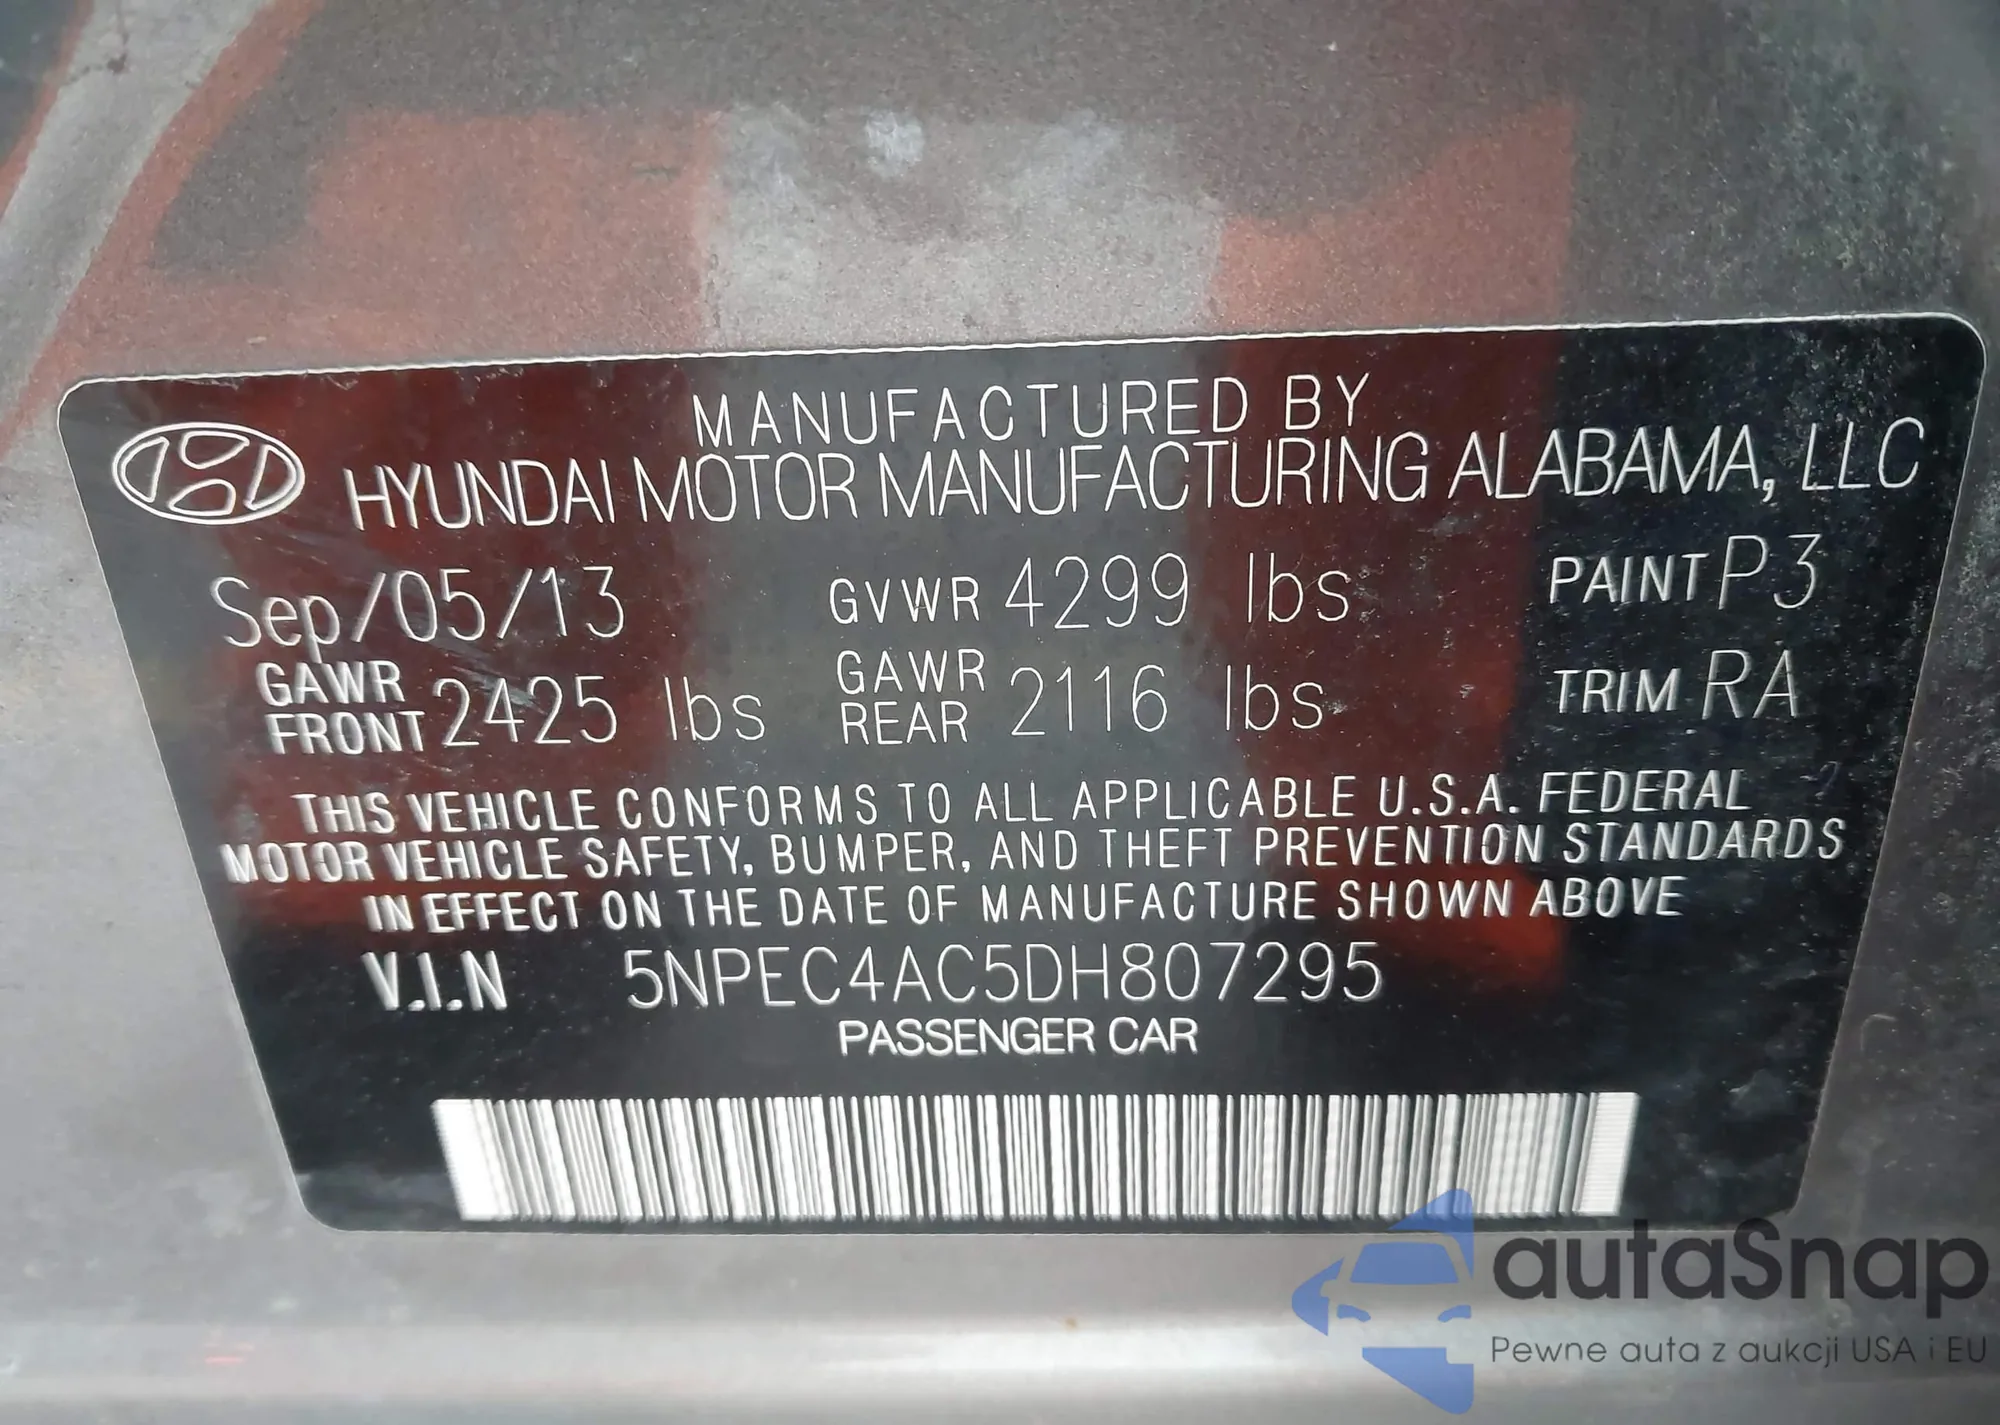 MANUFACTURED BY
HYUNDAI MOTOR MANUFACTURING ALABAMA, LLC
Sep/05/13 GVWR 4299 lbs PAINT P3
GAWR FRONT 2425 lbs GAWR REAR 2116 lbs TRIM RA
THIS VEHICLE CONFORMS TO ALL APPLICABLE U.S.A. FEDERAL
MOTOR VEHICLE SAFETY, BUMPER, AND THEFT PREVENTION STANDARDS
IN EFFECT ON THE DATE OF MANUFACTURE SHOWN ABOVE
V.I.N 5NPEC4AC5DH807295
PASSENGER CAR
autaSnap
Pewne auta z aukcji USA i EU